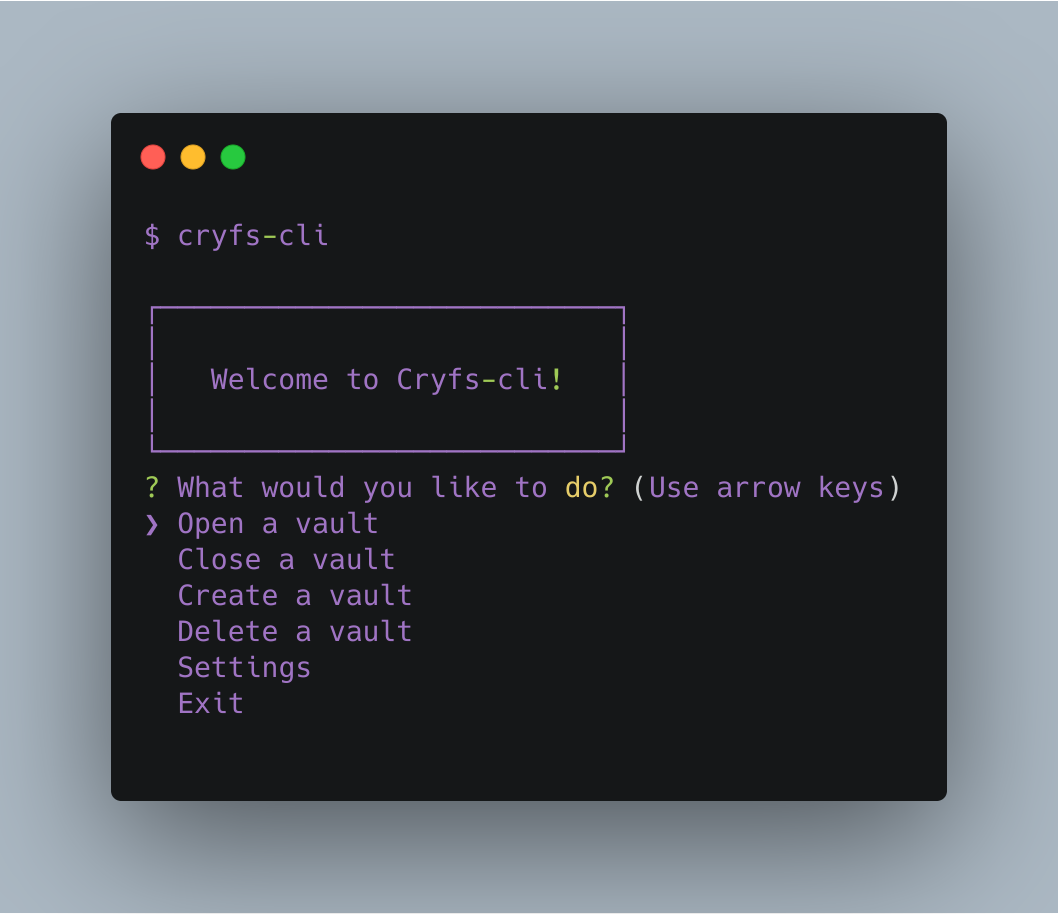 $ cryfs-cli
Welcome to Cryfs-cli!
? What would you like to do? (Use arrow keys)
❯ Open a vault
Close a vault
Create a vault
Delete a vault
Settings
Exit